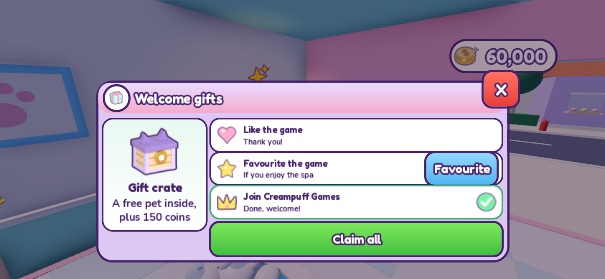 60,000
Welcome gifts
X
Gift crate
A free pet inside,
plus 150 coins
Like the game
Thank you!
Favourite the game
If you enjoy the spa
Favourite
Join Creampuff Games
Done, welcome!
Claim all